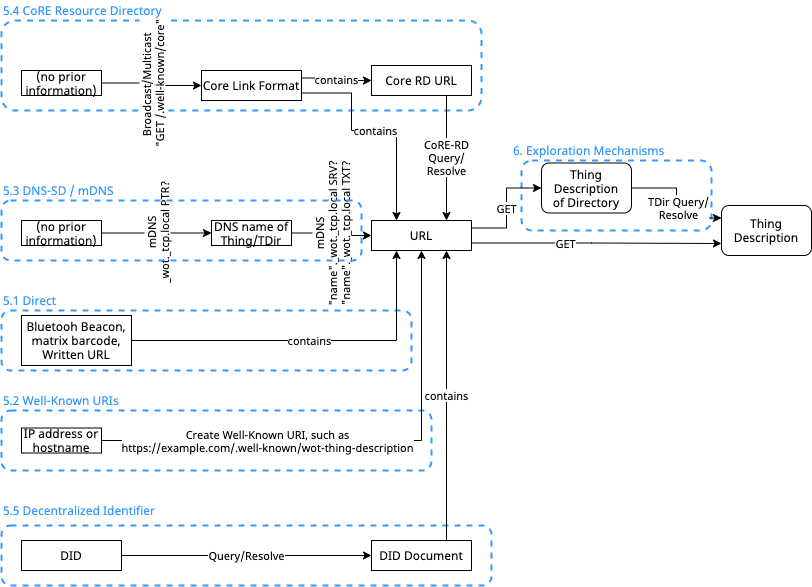 5.4 CoRE Resource Directory
(no prior
information)
Broadcast/Multicast
"GET /.well-known/core"
Core Link Format
contains
Core RD URL
contains
CoRE-RD
Query/
Resolve
5.3 DNS-SD / mDNS
(no prior
information)
mDNS
_wot._tcp.local PTR?
DNS name of
Thing/TDir
mDNS
"name"._wot._tcp.local SRV?
"name"._wot._tcp.local TXT?
URL
6. Exploration Mechanisms
GET
Thing
Description
of Directory
TDir Query/
Resolve
GET
Thing
Description
5.1 Direct
Bluetooh Beacon,
matrix barcode,
Written URL
contains
5.2 Well-Known URIs
IP address or
hostname
Create Well-Known URI, such as
https://example.com/.well-known/wot-thing-description
contains
5.5 Decentralized Identifier
DID
Query/Resolve
DID Document